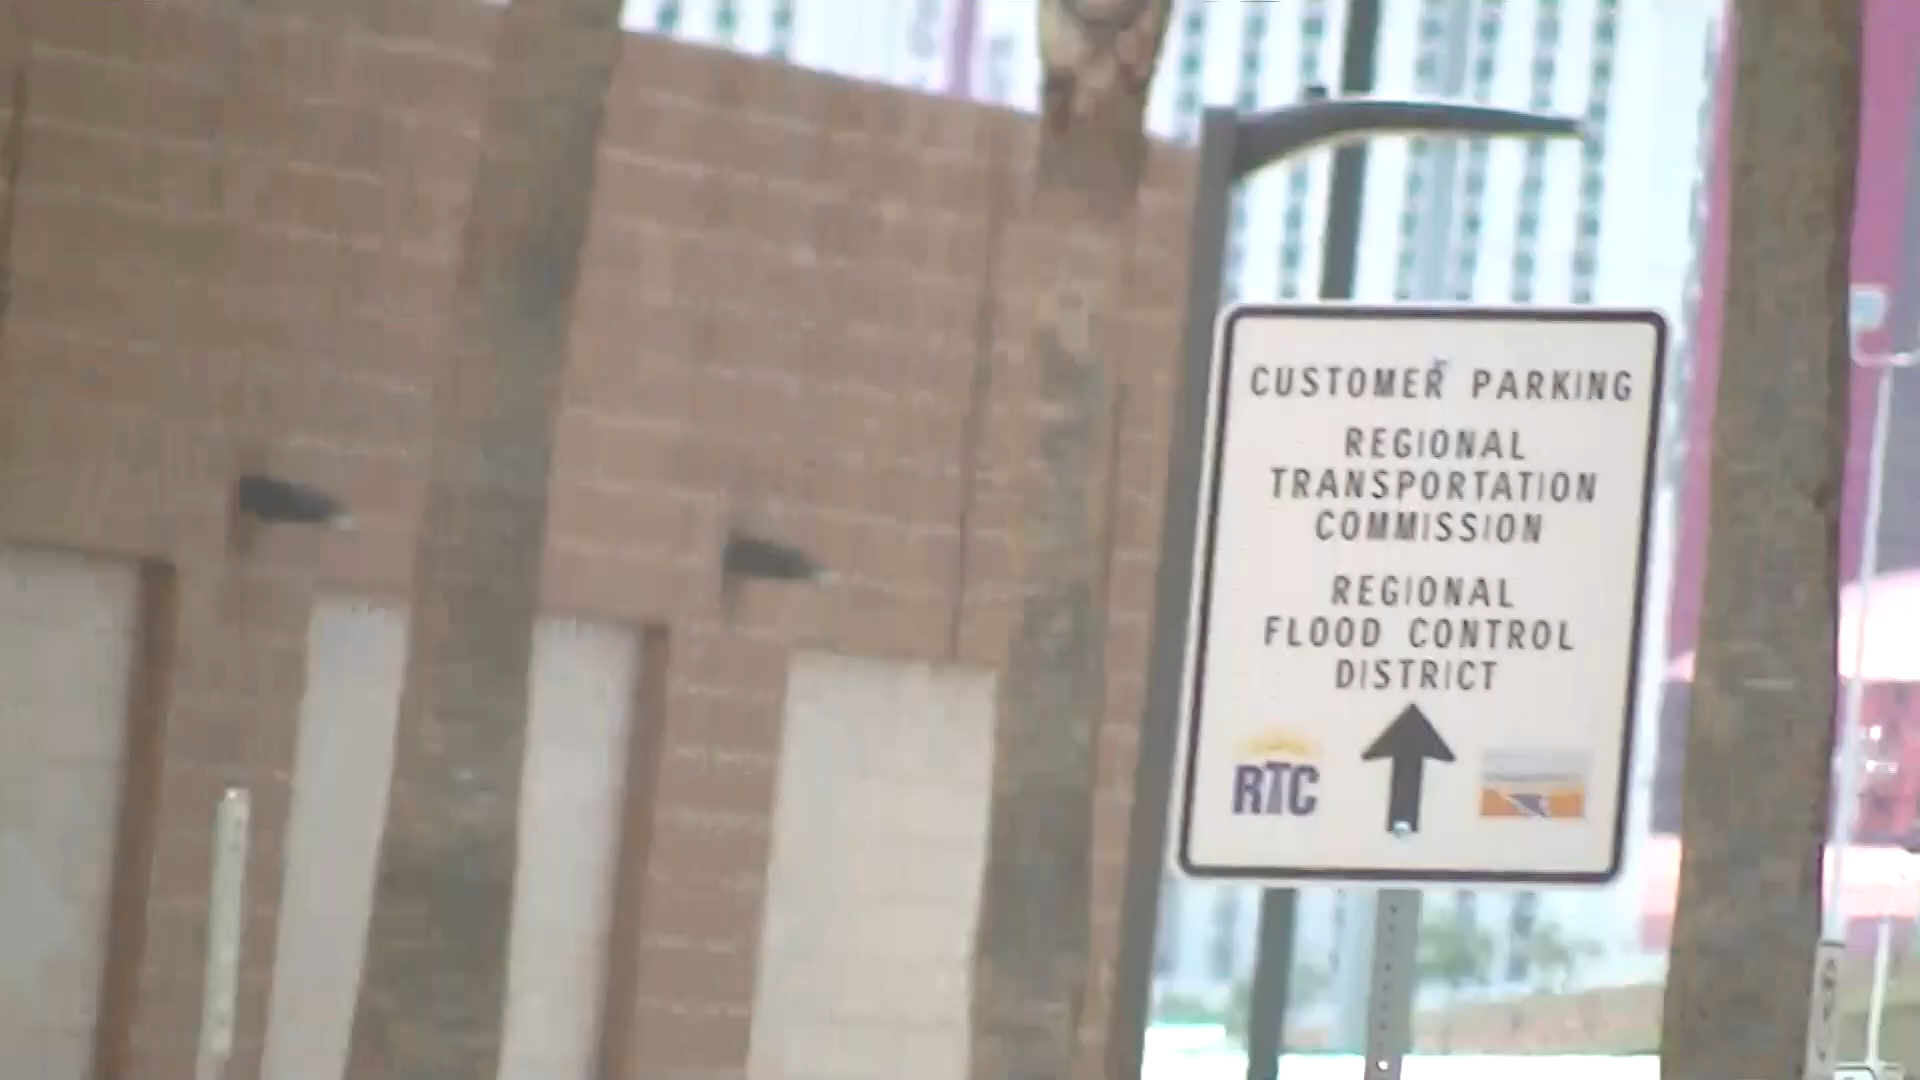 CUSTOMER PARKING
REGIONAL
TRANSPORTATION
COMMISSION
REGIONAL
FLOOD CONTROL
DISTRICT
RTC